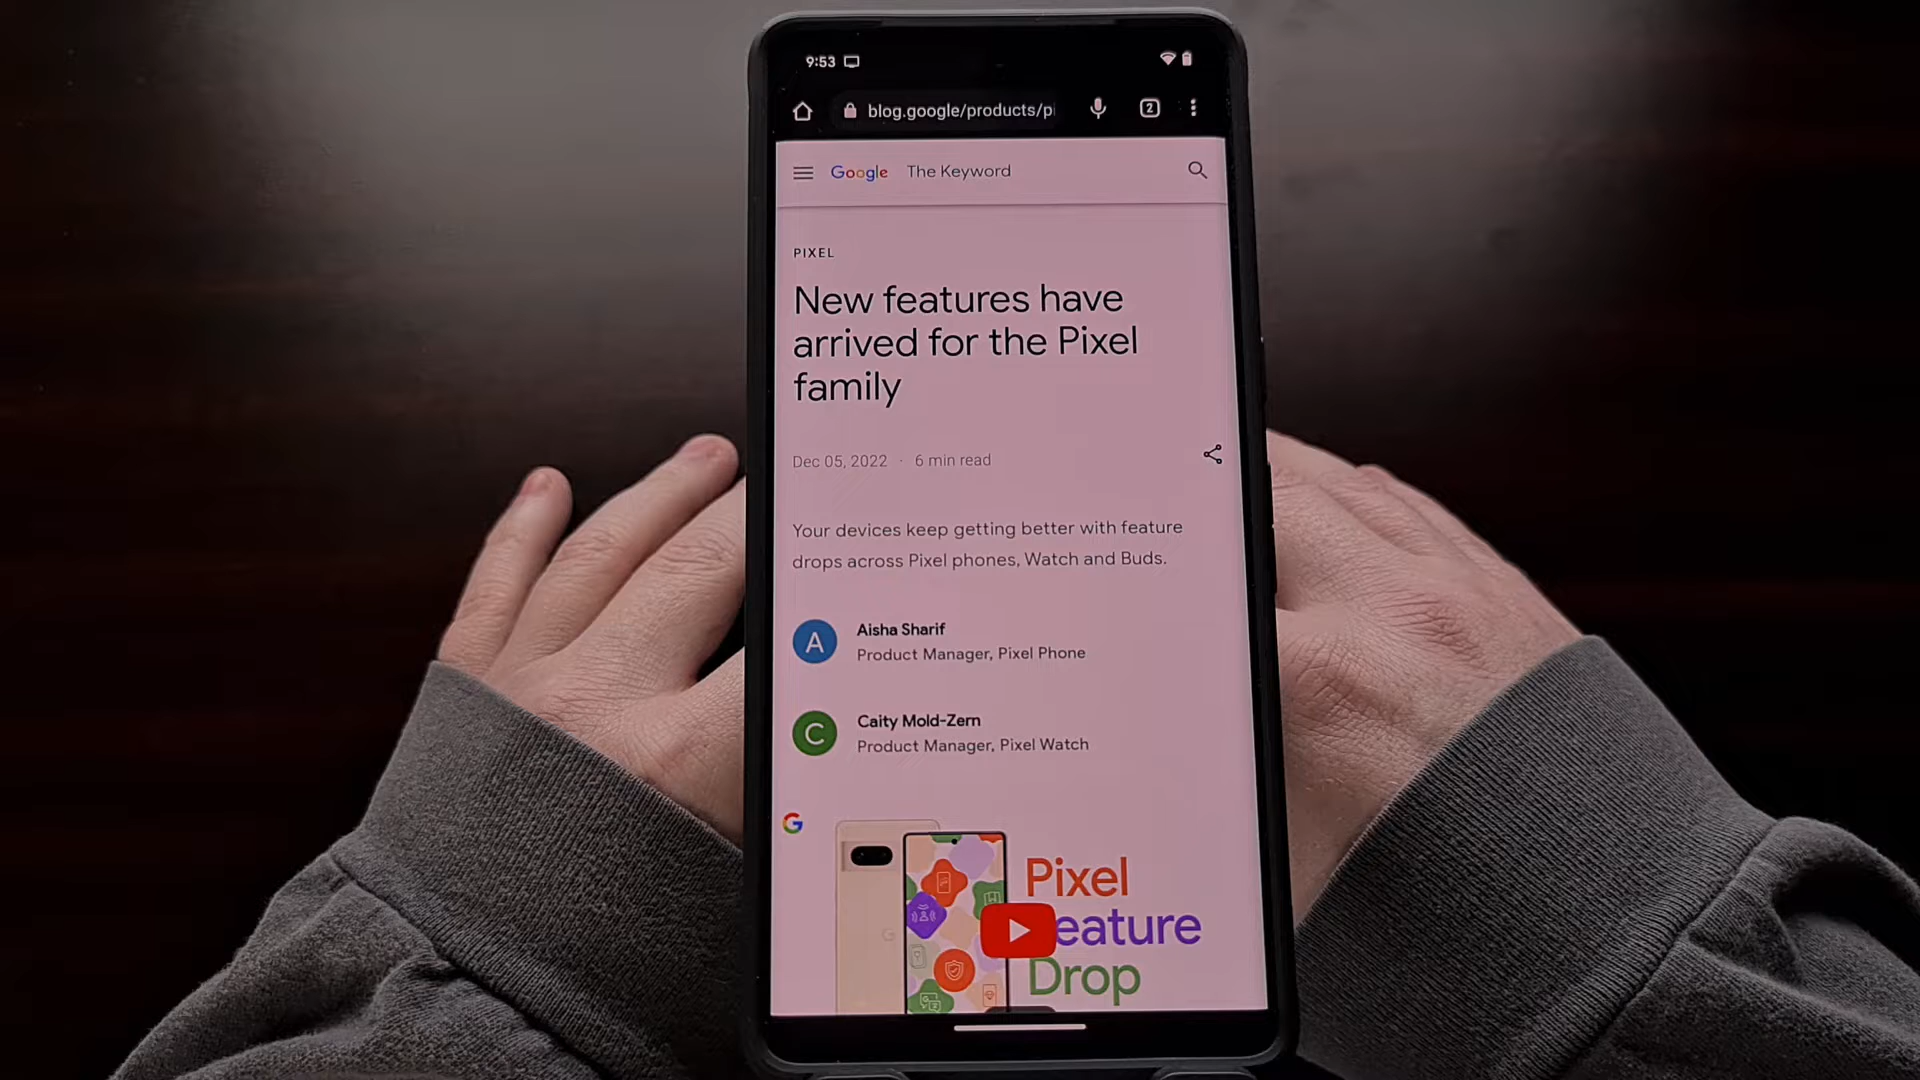 9:53
blog.google/products/pi
2
Google The Keyword
PIXEL
New features have
arrived for the Pixel
family
Dec 05, 2022 · 6 min read
Your devices keep getting better with feature
drops across Pixel phones, Watch and Buds.
A
Aisha Sharif
Product Manager, Pixel Phone
C
Caity Mold-Zern
Product Manager, Pixel Watch
G
Pixel
eature
Drop